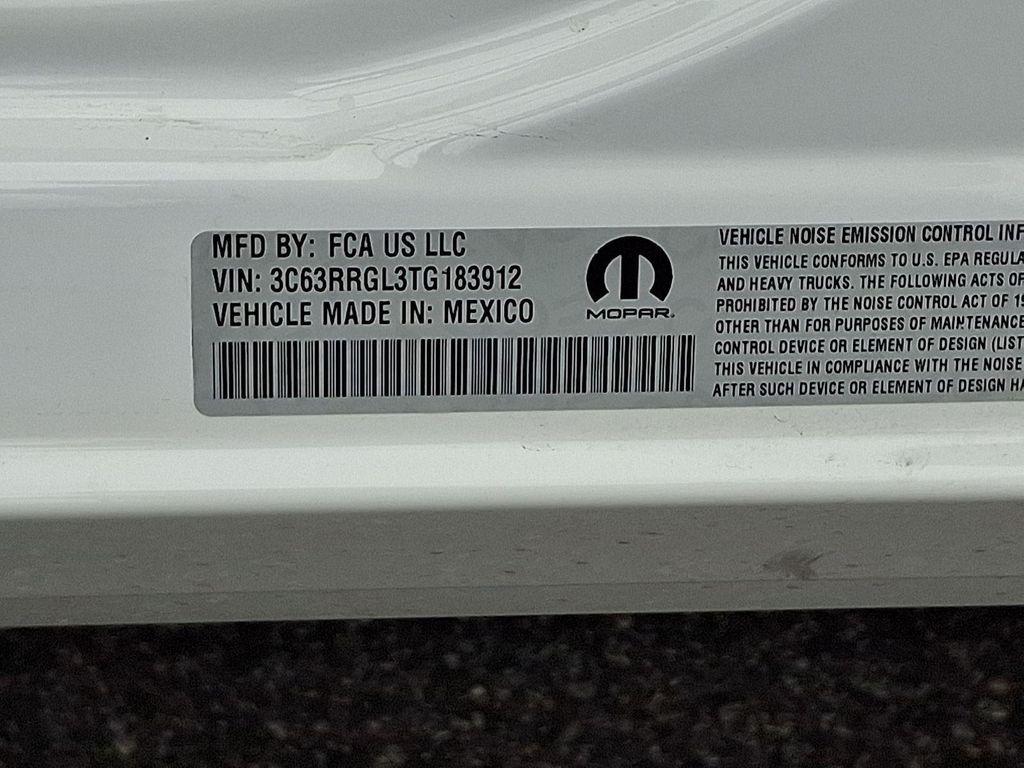 MFD BY: FCA US LLC
VIN: 3C63RRGL3TG183912
VEHICLE MADE IN: MEXICO
MOPAR®
VEHICLE NOISE EMISSION CONTROL INF
THIS VEHICLE CONFORMS TO U.S. EPA REGULA
AND HEAVY TRUCKS. THE FOLLOWING ACTS OF
PROHIBITED BY THE NOISE CONTROL ACT OF 19
OTHER THAN FOR PURPOSES OF MAINTENANCE
CONTROL DEVICE OR ELEMENT OF DESIGN (LIST
THIS VEHICLE IN COMPLIANCE WITH THE NOISE
AFTER SUCH DEVICE OR ELEMENT OF DESIGN HA